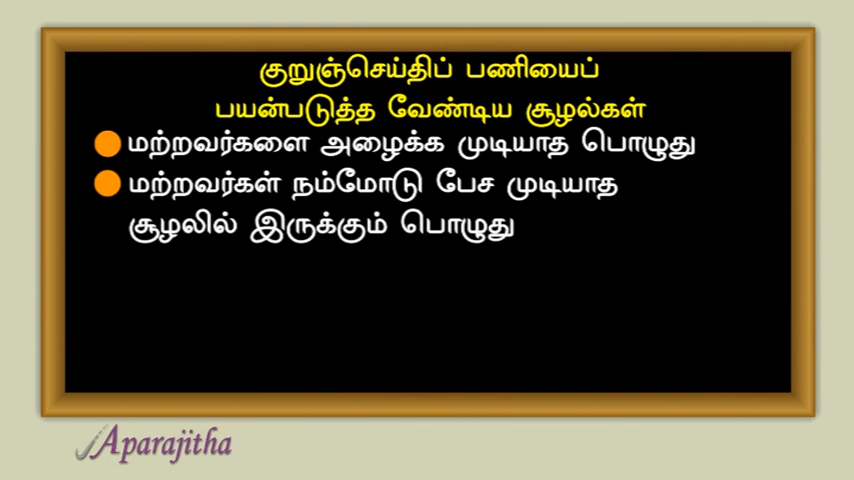 குறுஞ்செய்திப் பணியைப்
பயன்படுத்த வேண்டிய சூழல்கள்
மற்றவர்களை அழைக்க முடியாத பொழுது
மற்றவர்கள் நம்மோடு பேச முடியாத
சூழலில் இருக்கும் பொழுது
Aparajitha